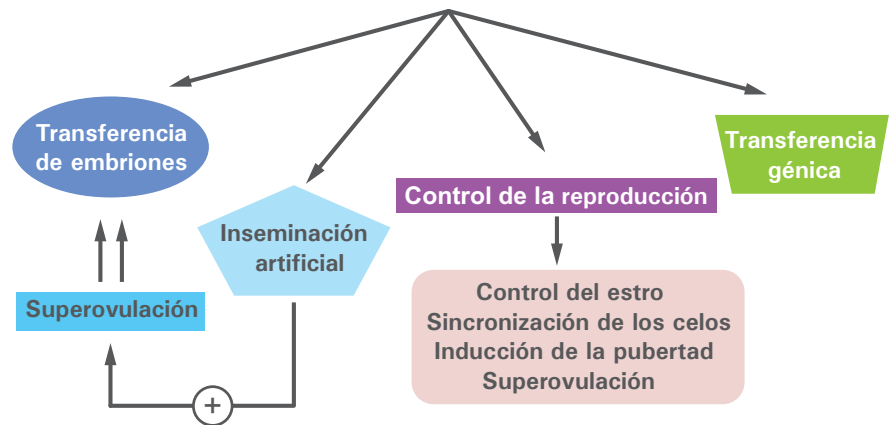 Transferencia
de embriones
Inseminación
artificial
Control de la reproducción
Transferencia
génica
Superovulación
Control del estro
Sincronización de los celos
Inducción de la pubertad
Superovulación
+